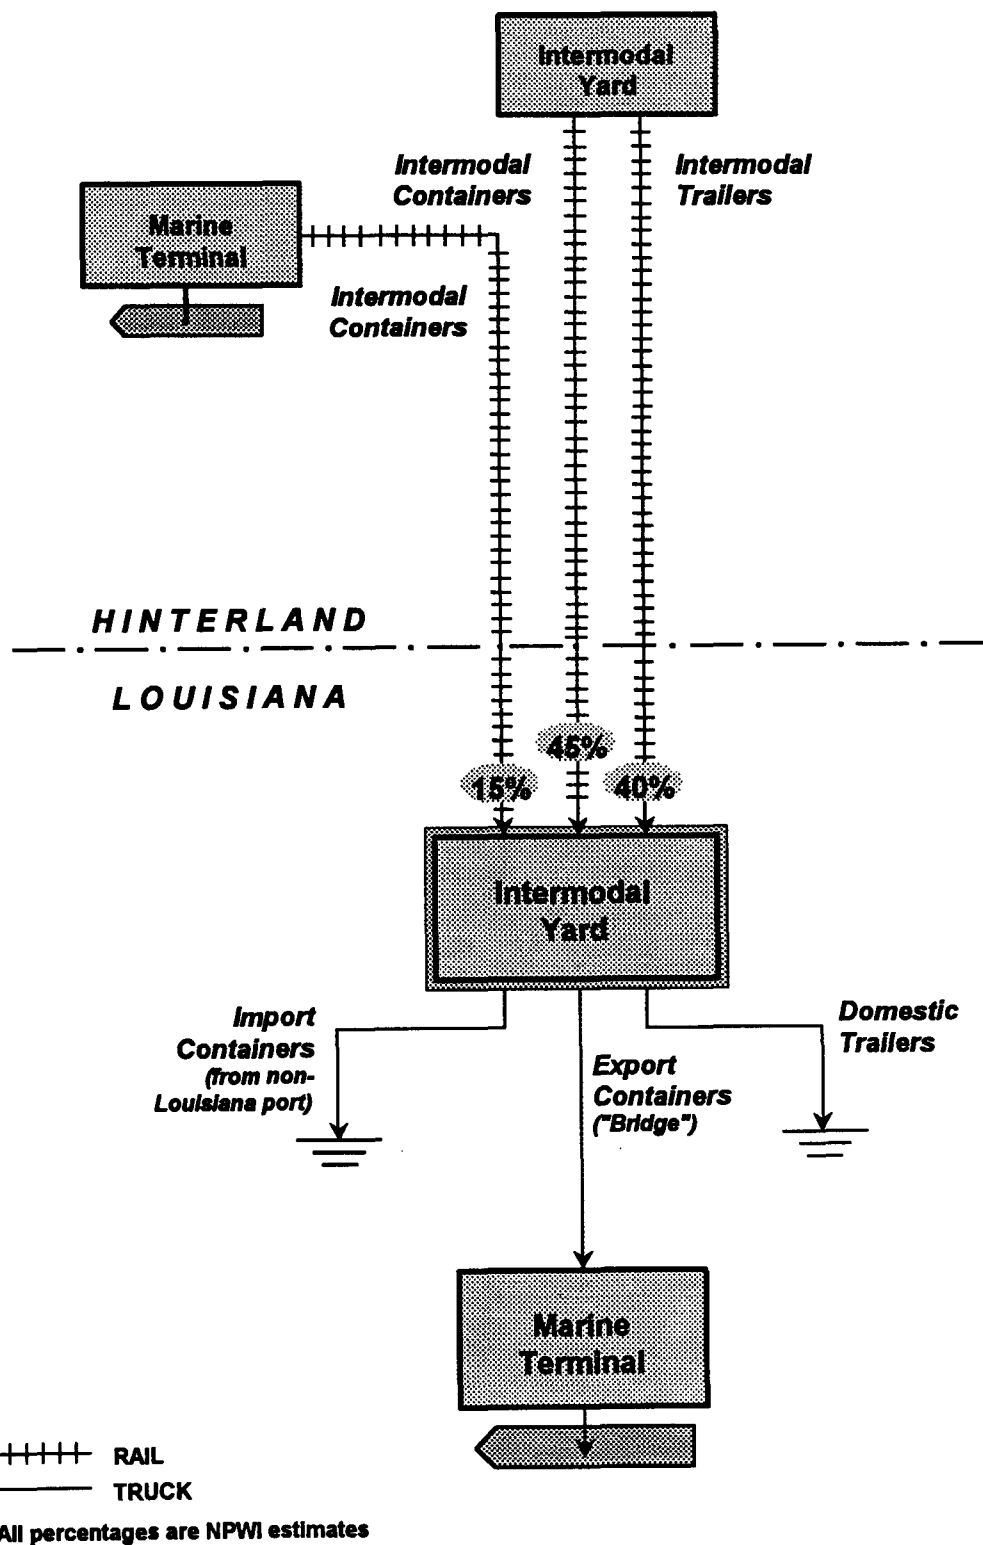 Intermodal
Yard
Intermodal
Containers
Intermodal
Trailers
Marine
Terminal
Intermodal
Containers
HINTERLAND
LOUISIANA
45%
15%
40%
Intermodal
Yard
Import
Containers
(from non-
Louisiana port)
Export
Containers
("Bridge")
Domestic
Trailers
Marine
Terminal
RAIL
TRUCK
All percentages are NPWI estimates